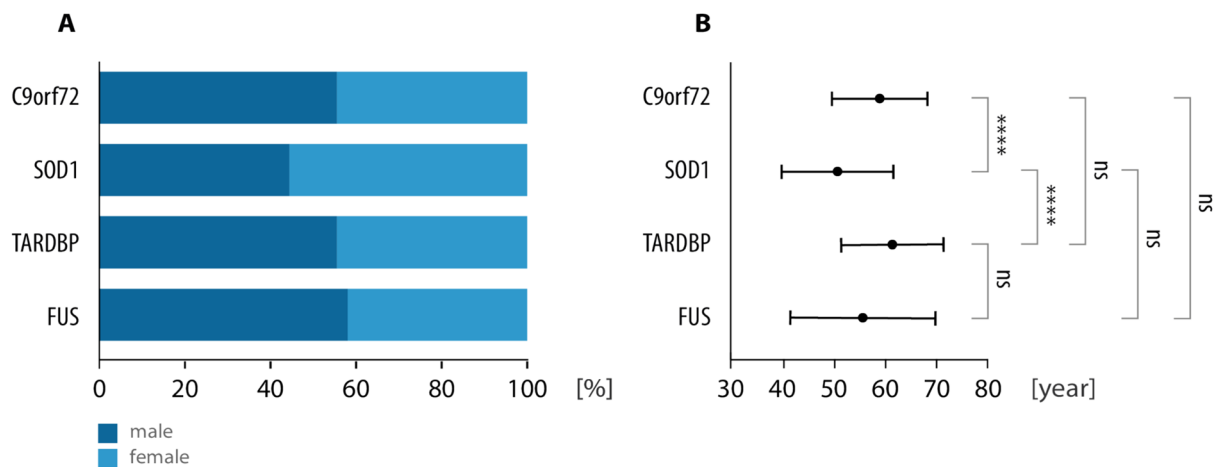 A
C9orf72
SOD1
TARDBP
FUS
0 20 40 60 80 100 [%]
male
female
B
C9orf72
SOD1
TARDBP
FUS
****
****
ns
ns
ns
ns
30 40 50 60 70 80 [year]